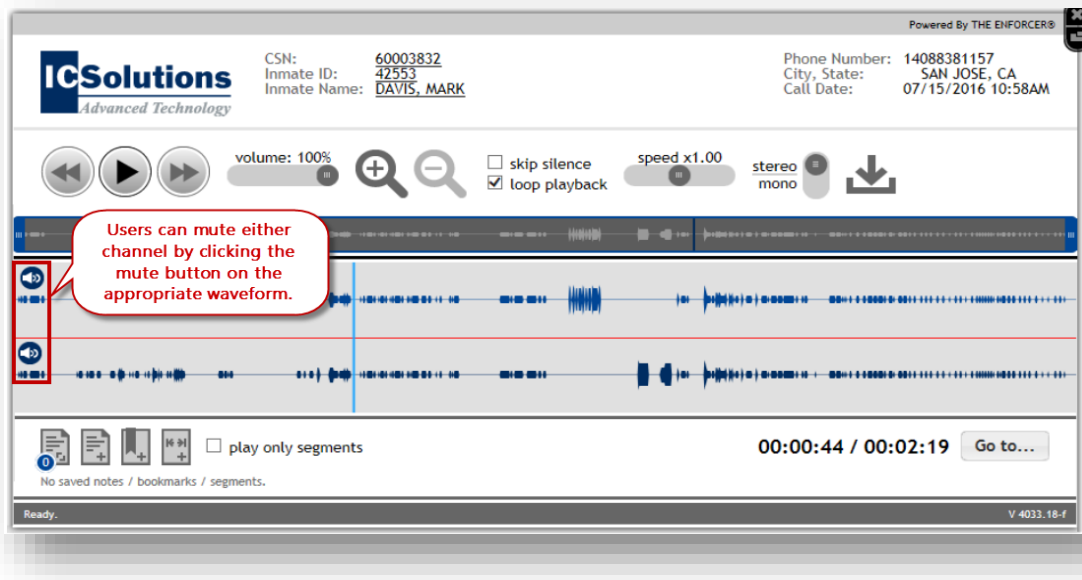 Powered By THE ENFORCER®
ICSolutions
Advanced Technology
CSN: 60003832
Inmate ID: 42553
Inmate Name: DAVIS, MARK
Phone Number: 14088381157
City, State: SAN JOSE, CA
Call Date: 07/15/2016 10:58AM
volume: 100%
skip silence
loop playback
speed x1.00
stereo
mono
Users can mute either
channel by clicking the
mute button on the
appropriate waveform.
0
play only segments
00:00:44 / 00:02:19
Go to...
No saved notes / bookmarks / segments.
Ready.
V 4033.18-f